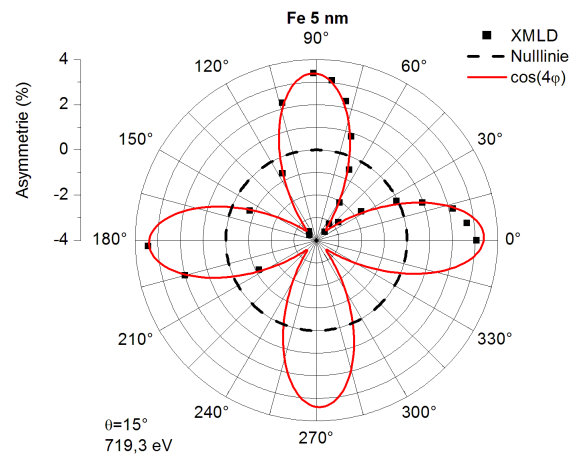 Fe 5 nm
XMLD
Nulllinie
cos(4φ)
Asymmetrie (%)
4
2
0
-2
-4
90°
60°
30°
0°
330°
300°
270°
240°
210°
180°
150°
120°
θ=15°
719,3 eV